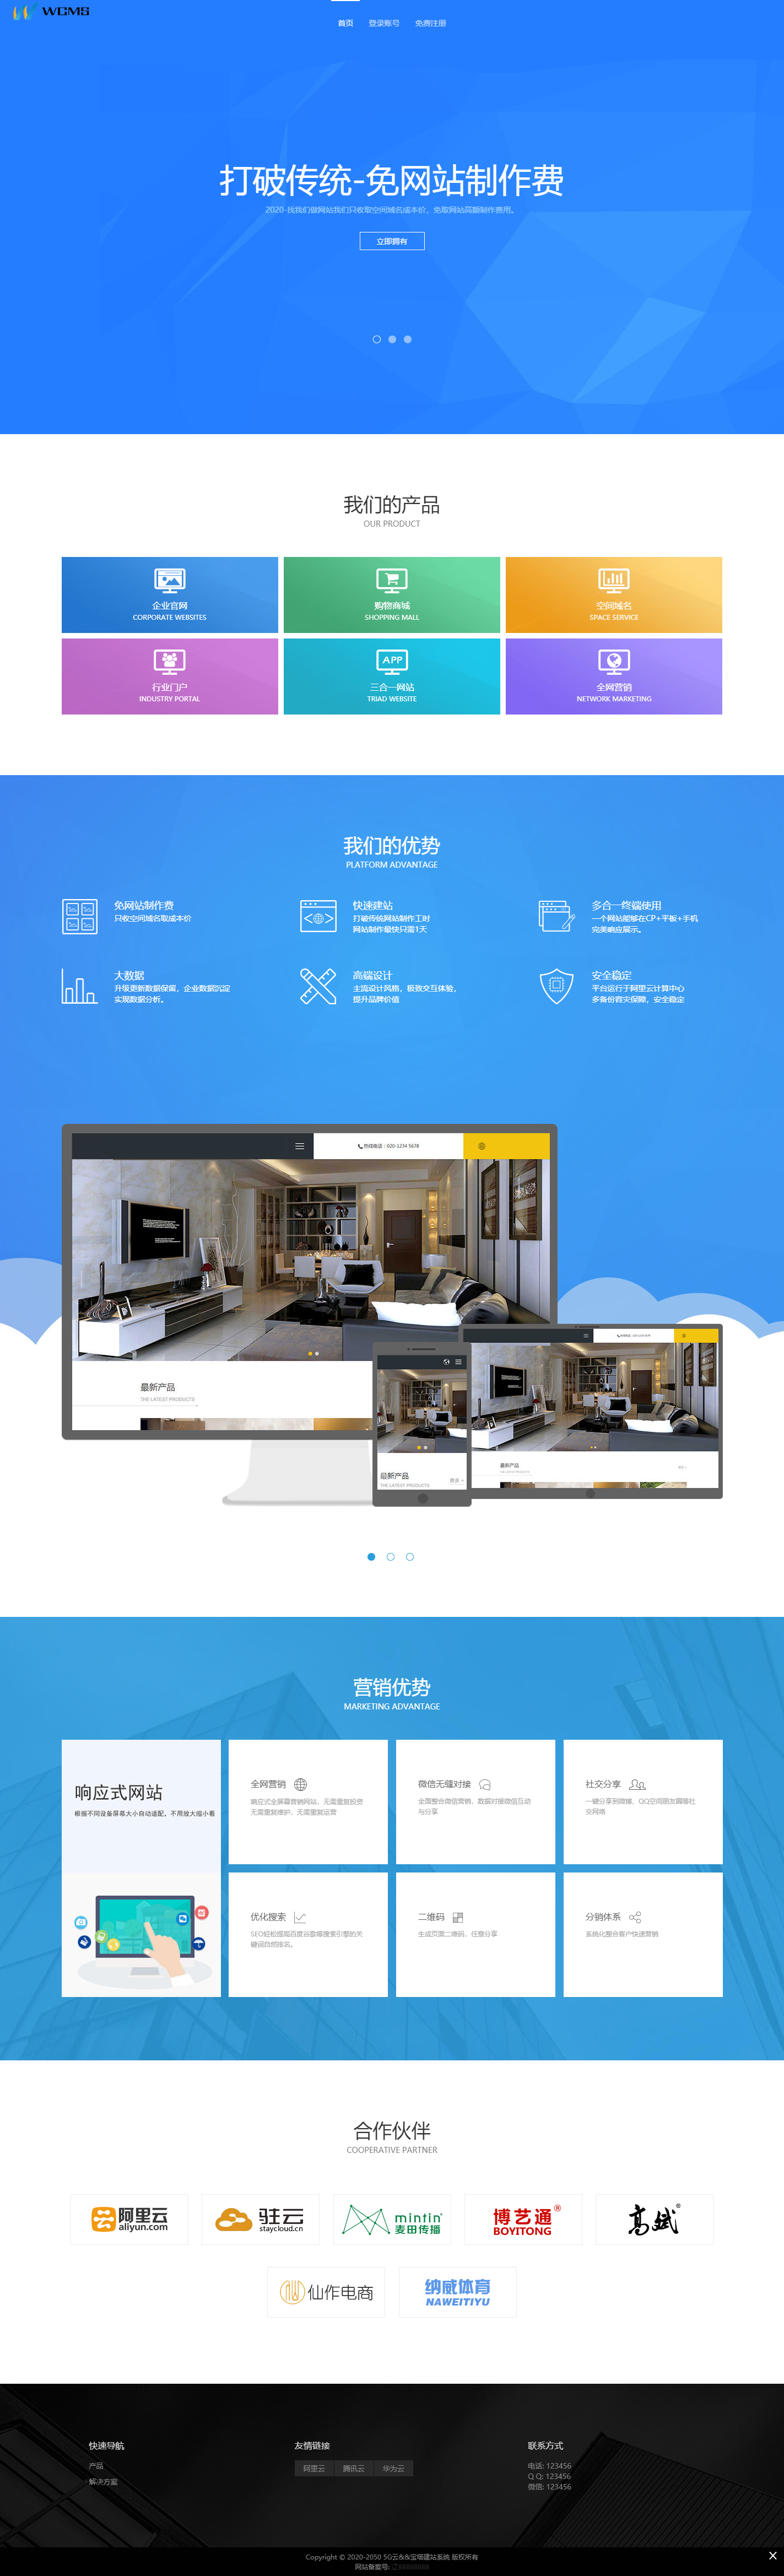 WCMS
首页 登录账号 免费注册
打破传统-免网站制作费
2020-找我们做网站我们只收取空间域名成本价，免取网站高额制作费用。
立即拥有
我们的产品
OUR PRODUCT
企业官网 购物商城 空间域名
CORPORATE WEBSITES SHOPPING MALL SPACE SERVICE
APP
行业门户 三合一网站 全网营销
INDUSTRY PORTAL TRIAD WEBSITE NETWORK MARKETING
我们的优势
PLATFORM ADVANTAGE
免网站制作费
只收空间域名取成本价
快速建站
打破传统网站制作工时
网站制作最快只需1天
多合一终端使用
一个网站能够在CP+平板+手机
完美响应展示。
大数据
升级更新数据保留，企业数据沉淀
实现数据分析。
高端设计
主流设计风格，极致交互体验，
提升品牌价值
安全稳定
平台运行于阿里云计算中心
多备份容灾保障，安全稳定
热线电话：020-1234 5678
最新产品
THE LATEST PRODUCTS
最新产品
THE LATEST PRODUCTS
更多 +
最新产品
营销优势
MARKETING ADVANTAGE
响应式网站
根据不同设备屏幕大小自动适配，不用放大缩小看
全网营销
响应式全屏幕营销网站，无需重复投资
无需重复维护，无需重复运营
微信无缝对接
全面整合微信营销，数据对接微信互动
与分享
社交分享
一键分享到微博，QQ空间朋友圈等社
交网络
优化搜索
SEO轻松提高百度谷歌等搜索引擎的关
键词自然排名。
二维码
生成页面二维码，任意分享
分销体系
系统化整合客户快速营销
合作伙伴
COOPERATIVE PARTNER
阿里云
aliyun.com
驻云
staycloud.cn
mintin®
麦田传播
博艺通®
BOYITONG
高斌®
仙作电商
纳威体育
NAWEITIYU
快速导航
产品
解决方案
友情链接
阿里云 腾讯云 华为云
联系方式
电话: 123456
Q Q: 123456
微信: 123456
Copyright © 2020-2050 5G云&&宝塔建站系统 版权所有
网站备案号: 辽88888888